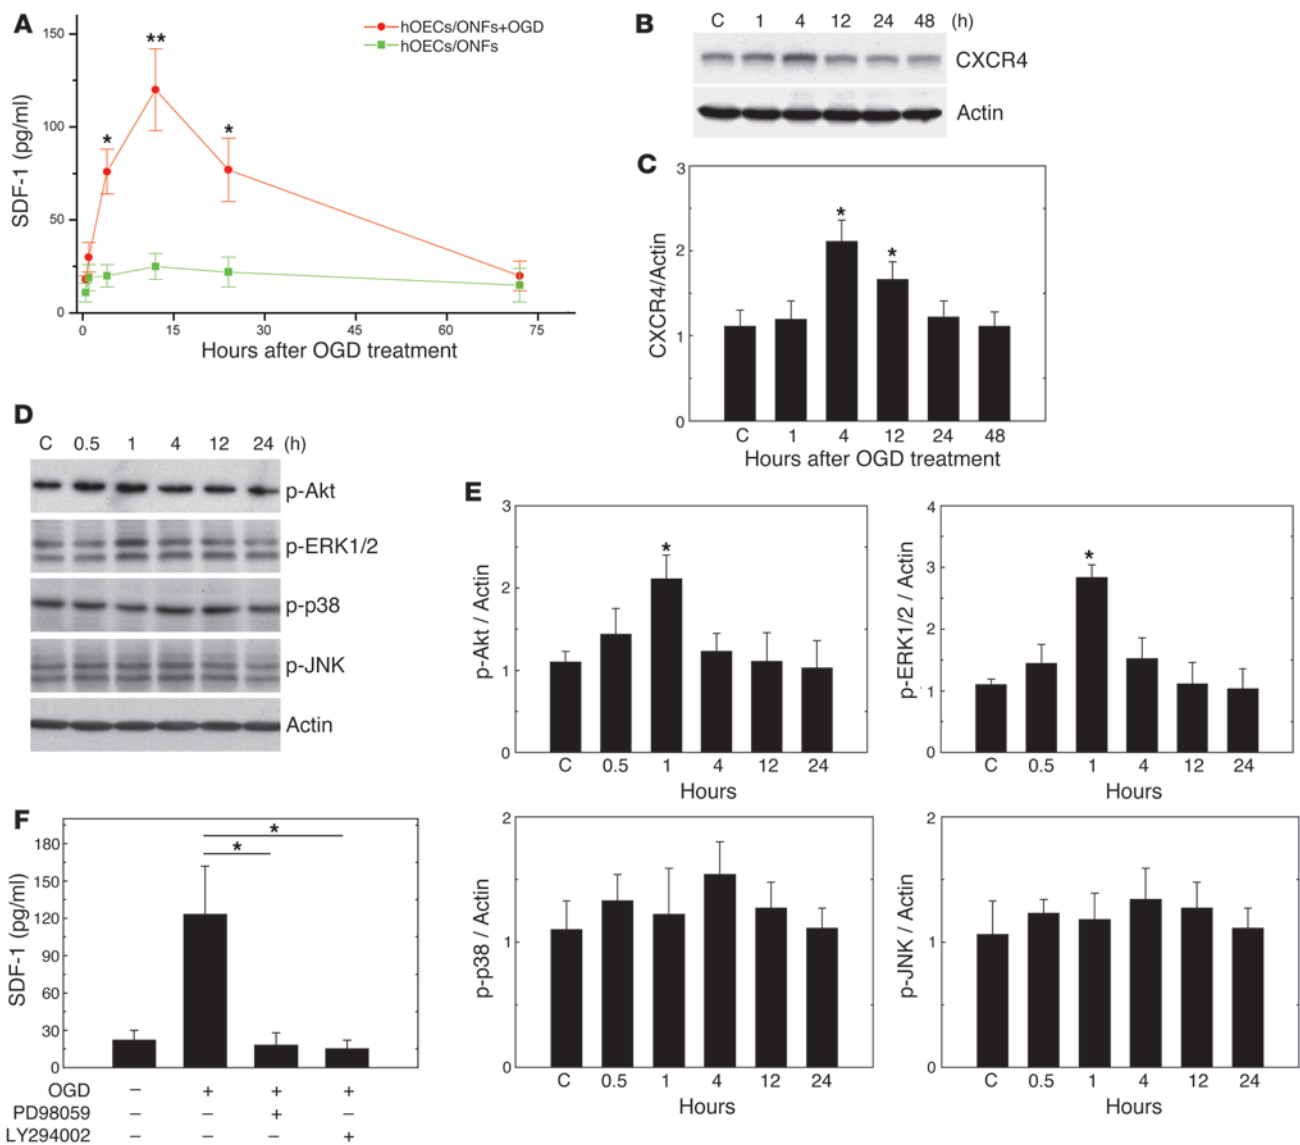 A
150
100
50
0
SDF-1 (pg/ml)
**
*
*
hOECs/ONFs+OGD
hOECs/ONFs
0 15 30 45 60 75
Hours after OGD treatment
B
C 1 4 12 24 48 (h)
CXCR4
Actin
C
3
2
1
0
CXCR4/Actin
*
*
C 1 4 12 24 48
Hours after OGD treatment
D
C 0.5 1 4 12 24 (h)
p-Akt
p-ERK1/2
p-p38
p-JNK
Actin
E
3
2
1
0
p-Akt / Actin
*
C 0.5 1 4 12 24
Hours
4
3
2
1
0
p-ERK1/2 / Actin
*
C 0.5 1 4 12 24
Hours
2
1
0
p-p38 / Actin
C 0.5 1 4 12 24
Hours
2
1
0
p-JNK / Actin
C 0.5 1 4 12 24
Hours
F
180
150
120
90
60
30
0
SDF-1 (pg/ml)
*
*
OGD – + + +
PD98059 – – + –
LY294002 – – – +